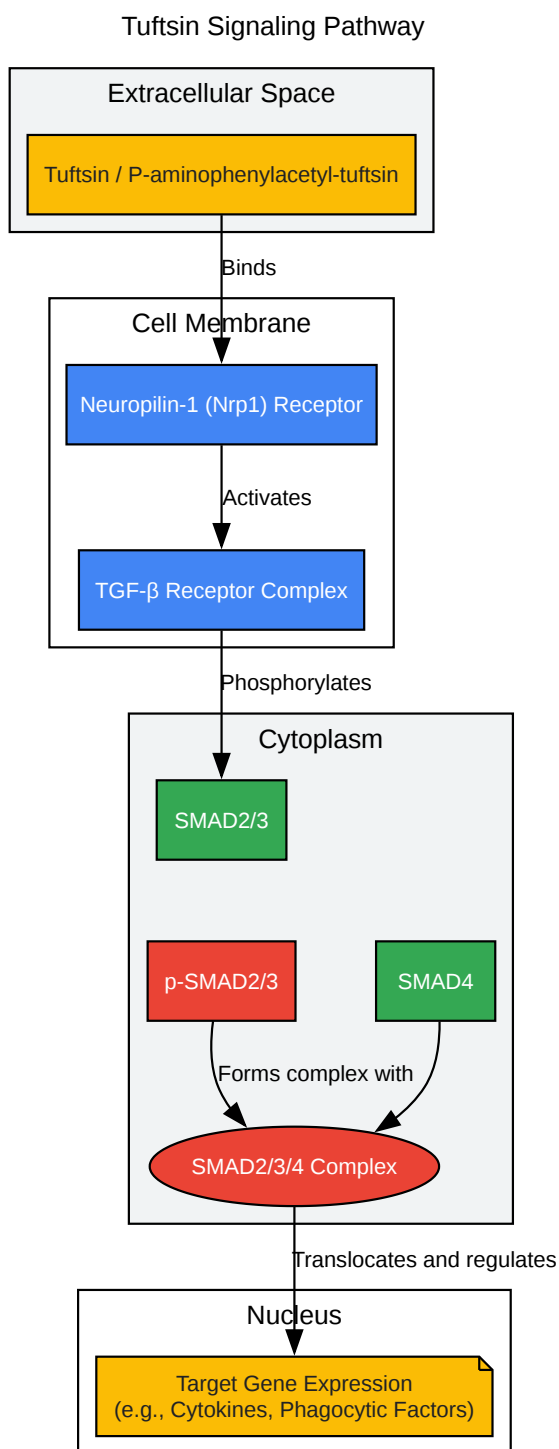 Tuftsin Signaling Pathway
Extracellular Space
Tuftsin / P-aminophenylacetyl-tuftsin
Binds
Cell Membrane
Neuropilin-1 (Nrp1) Receptor
Activates
TGF-β Receptor Complex
Phosphorylates
Cytoplasm
SMAD2/3
p-SMAD2/3
SMAD4
Forms complex with
SMAD2/3/4 Complex
Translocates and regulates
Nucleus
Target Gene Expression
(e.g., Cytokines, Phagocytic Factors)